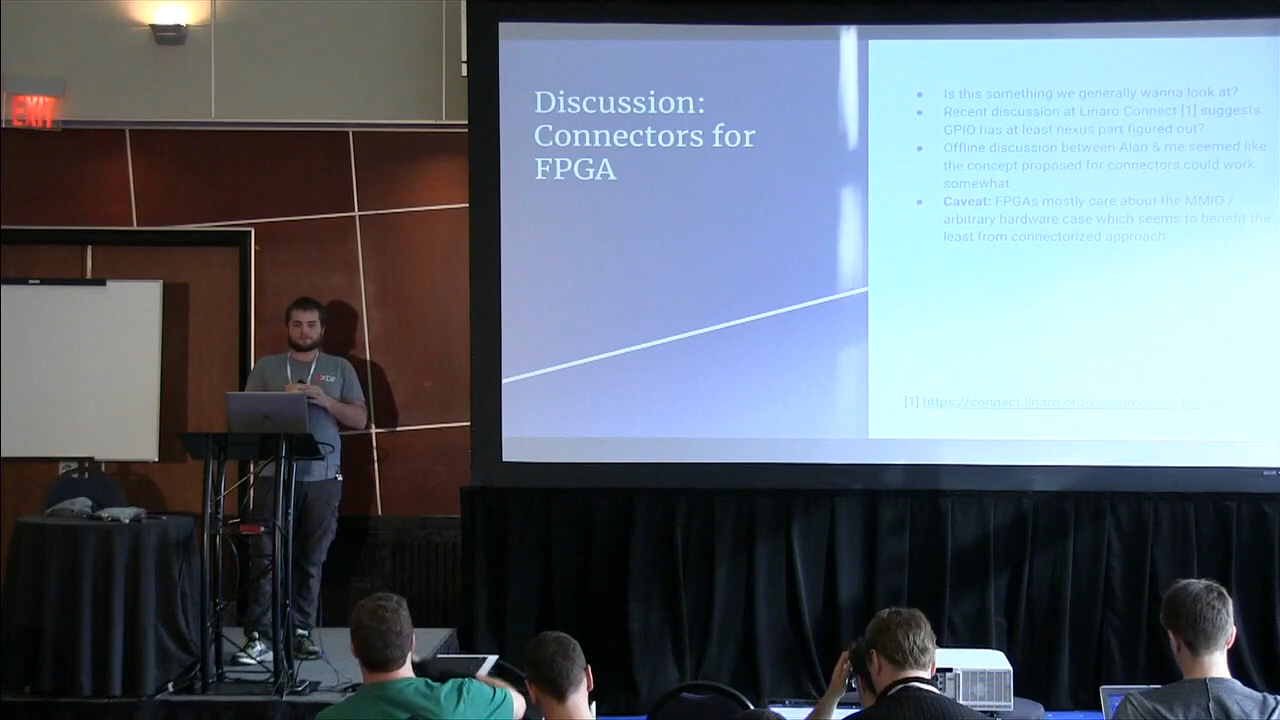 EXIT
Discussion:
Connectors for
FPGA
● Is this something we generally wanna look at?
● Recent discussion at Linaro Connect [1] suggests
GPIO has at least nexus part figured out?
● Offline discussion between Alan & me seemed like
the concept proposed for connectors could work
somewhat
● Caveat: FPGAs mostly care about the MMIO /
arbitrary hardware case which seems to benefit the
least from connectorized approach
[1] https://connect.linaro.org/resources/
XDF